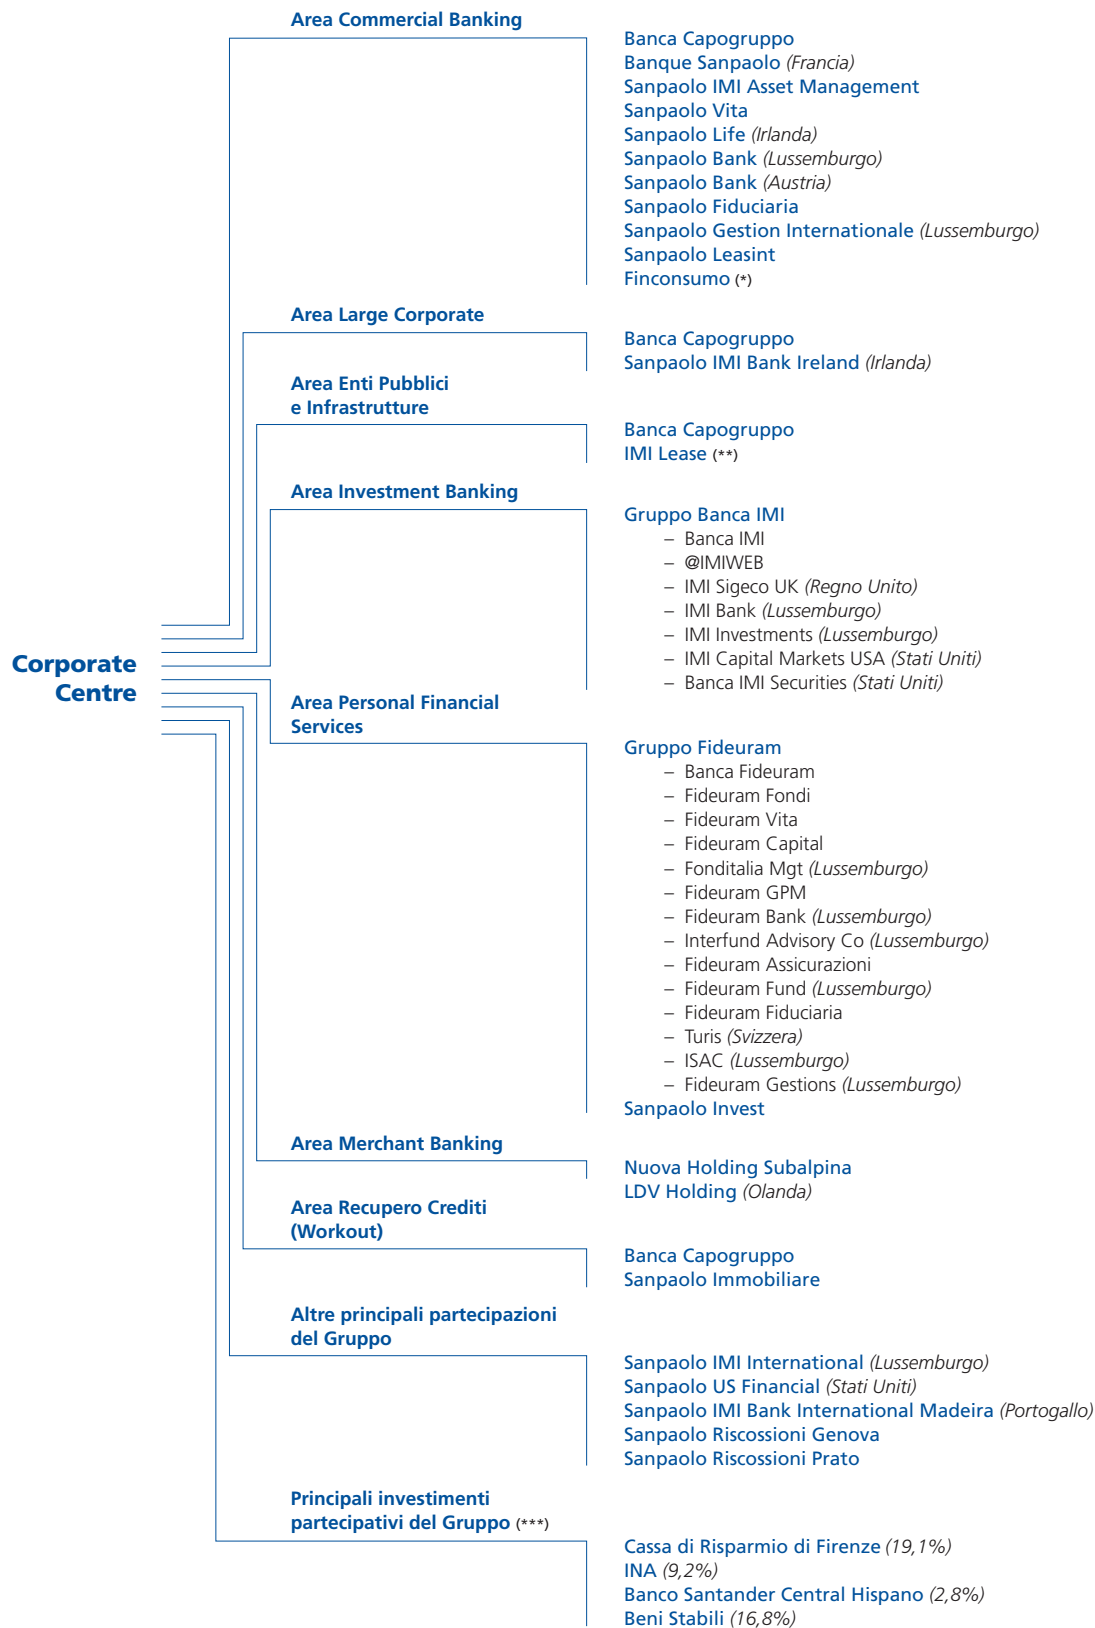 Area Commercial Banking
Banca Capogruppo
Banque Sanpaolo (Francia)
Sanpaolo IMI Asset Management
Sanpaolo Vita
Sanpaolo Life (Irlanda)
Sanpaolo Bank (Lussemburgo)
Sanpaolo Bank (Austria)
Sanpaolo Fiduciaria
Sanpaolo Gestion Internationale (Lussemburgo)
Sanpaolo Leasint
Finconsumo (*)
Area Large Corporate
Banca Capogruppo
Sanpaolo IMI Bank Ireland (Irlanda)
Area Enti Pubblici
e Infrastrutture
Banca Capogruppo
IMI Lease (**)
Area Investment Banking
Gruppo Banca IMI
– Banca IMI
– @IMIWEB
– IMI Sigeco UK (Regno Unito)
– IMI Bank (Lussemburgo)
– IMI Investments (Lussemburgo)
– IMI Capital Markets USA (Stati Uniti)
– Banca IMI Securities (Stati Uniti)
Corporate
Centre
Area Personal Financial
Services
Gruppo Fideuram
– Banca Fideuram
– Fideuram Fondi
– Fideuram Vita
– Fideuram Capital
– Fonditalia Mgt (Lussemburgo)
– Fideuram GPM
– Fideuram Bank (Lussemburgo)
– Interfund Advisory Co (Lussemburgo)
– Fideuram Assicurazioni
– Fideuram Fund (Lussemburgo)
– Fideuram Fiduciaria
– Turis (Svizzera)
– ISAC (Lussemburgo)
– Fideuram Gestions (Lussemburgo)
Sanpaolo Invest
Area Merchant Banking
Nuova Holding Subalpina
LDV Holding (Olanda)
Area Recupero Crediti
(Workout)
Banca Capogruppo
Sanpaolo Immobiliare
Altre principali partecipazioni
del Gruppo
Sanpaolo IMI International (Lussemburgo)
Sanpaolo US Financial (Stati Uniti)
Sanpaolo IMI Bank International Madeira (Portogallo)
Sanpaolo Riscossioni Genova
Sanpaolo Riscossioni Prato
Principali investimenti
partecipativi del Gruppo (***)
Cassa di Risparmio di Firenze (19,1%)
INA (9,2%)
Banco Santander Central Hispano (2,8%)
Beni Stabili (16,8%)